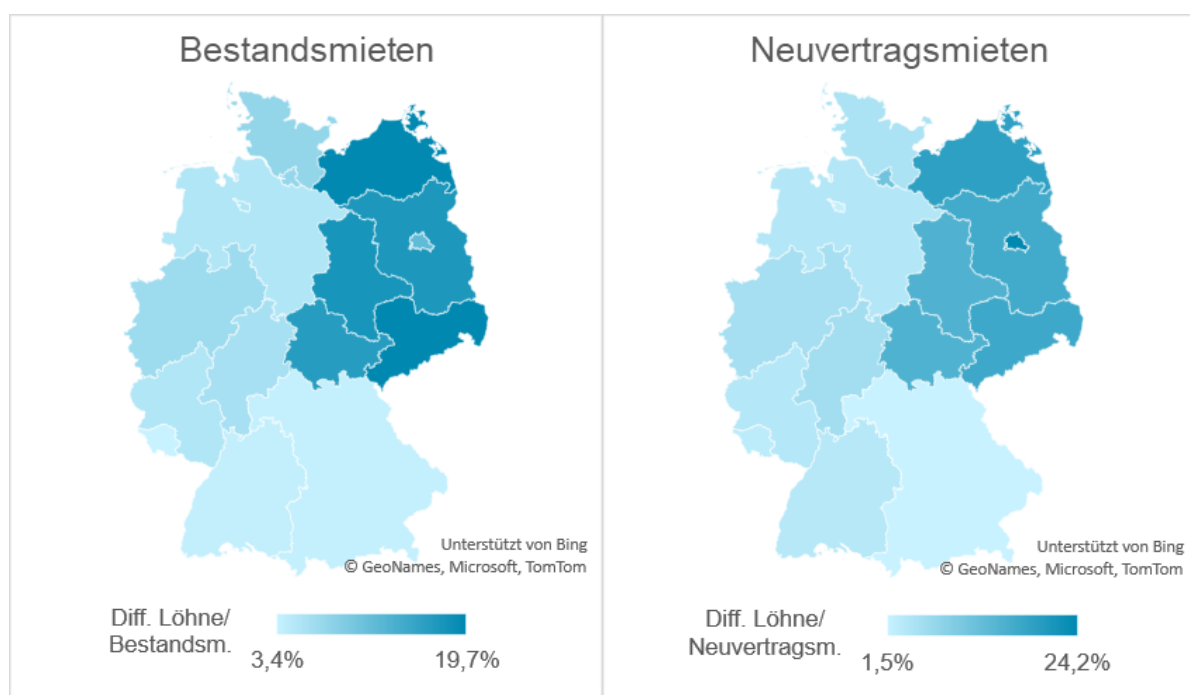 Bestandsmieten
Unterstützt von Bing
© GeoNames, Microsoft, TomTom
Diff. Löhne/
Bestandsm.
3,4%
19,7%
Neuvertragsmieten
Unterstützt von Bing
© GeoNames, Microsoft, TomTom
Diff. Löhne/
Neuvertragsm.
1,5%
24,2%